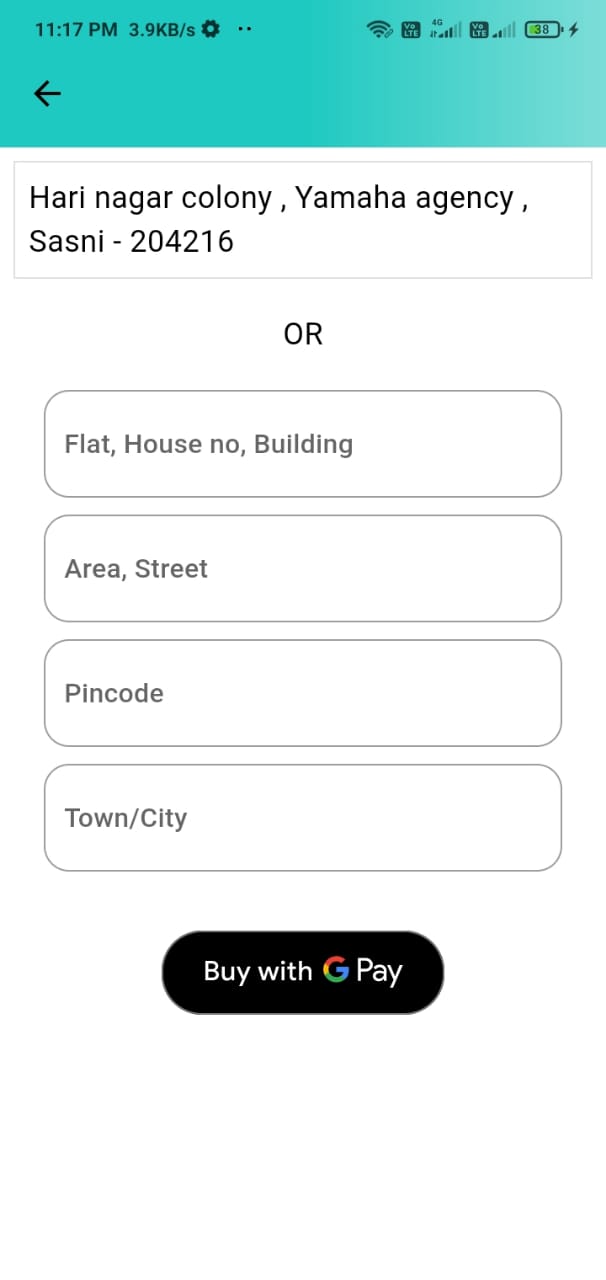 11:17 PM 3.9KB/s
Vo LTE 4G Vo LTE 38
Hari nagar colony , Yamaha agency ,
Sasni - 204216
OR
Flat, House no, Building
Area, Street
Pincode
Town/City
Buy with G Pay